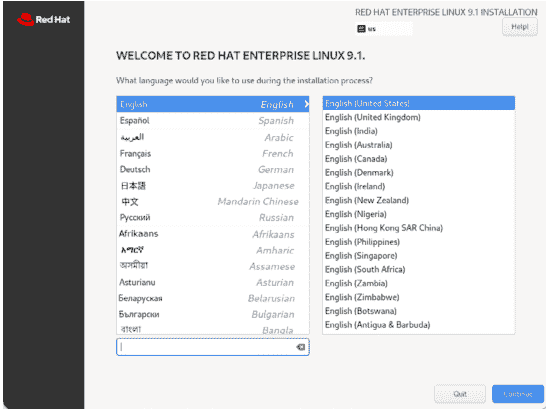 Red Hat
RED HAT ENTERPRISE LINUX 9.1 INSTALLATION
us
Help!
WELCOME TO RED HAT ENTERPRISE LINUX 9.1.
What language would you like to use during the installation process?
English English
Español Spanish
العربية Arabic
Français French
Deutsch German
日本語 Japanese
中文 Mandarin Chinese
Русский Russian
Afrikaans Afrikaans
አማርኛ Amharic
অসমীয়া Assamese
Asturianu Asturian
Беларуская Belarusian
Български Bulgarian
বাংলা Bangla
English (United States)
English (United Kingdom)
English (India)
English (Australia)
English (Canada)
English (Denmark)
English (Ireland)
English (New Zealand)
English (Nigeria)
English (Hong Kong SAR China)
English (Philippines)
English (Singapore)
English (South Africa)
English (Zambia)
English (Zimbabwe)
English (Botswana)
English (Antigua & Barbuda)
Quit
Continue